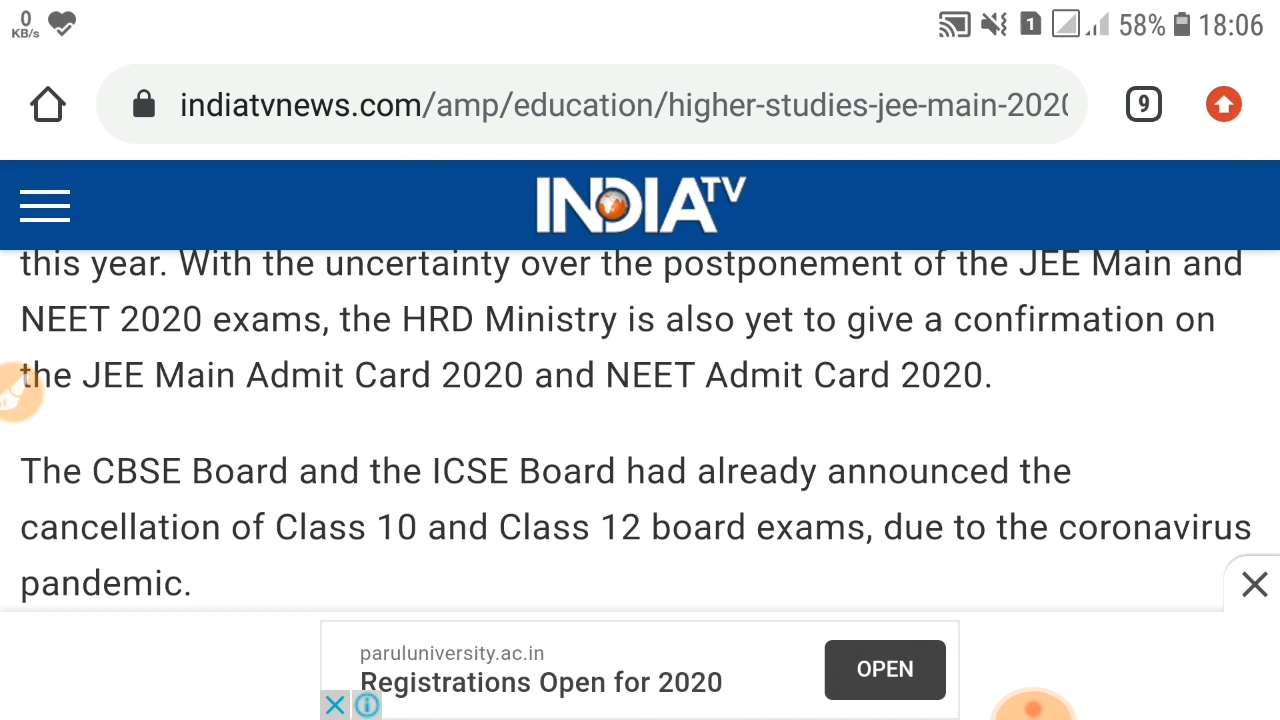 0
KB/s
1
58%
18:06
indiatvnews.com/amp/education/higher-studies-jee-main-202
9
INDIA TV
this year. With the uncertainty over the postponement of the JEE Main and
NEET 2020 exams, the HRD Ministry is also yet to give a confirmation on
the JEE Main Admit Card 2020 and NEET Admit Card 2020.
The CBSE Board and the ICSE Board had already announced the
cancellation of Class 10 and Class 12 board exams, due to the coronavirus
pandemic.
paruluniversity.ac.in
Registrations Open for 2020
OPEN